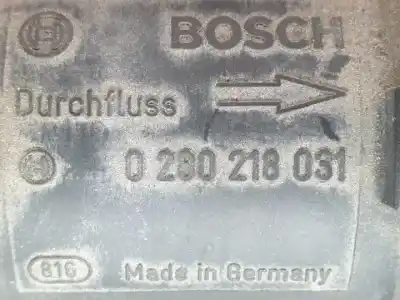 BOSCH
Durchfluss
0 280 218 031
816
Made in Germany